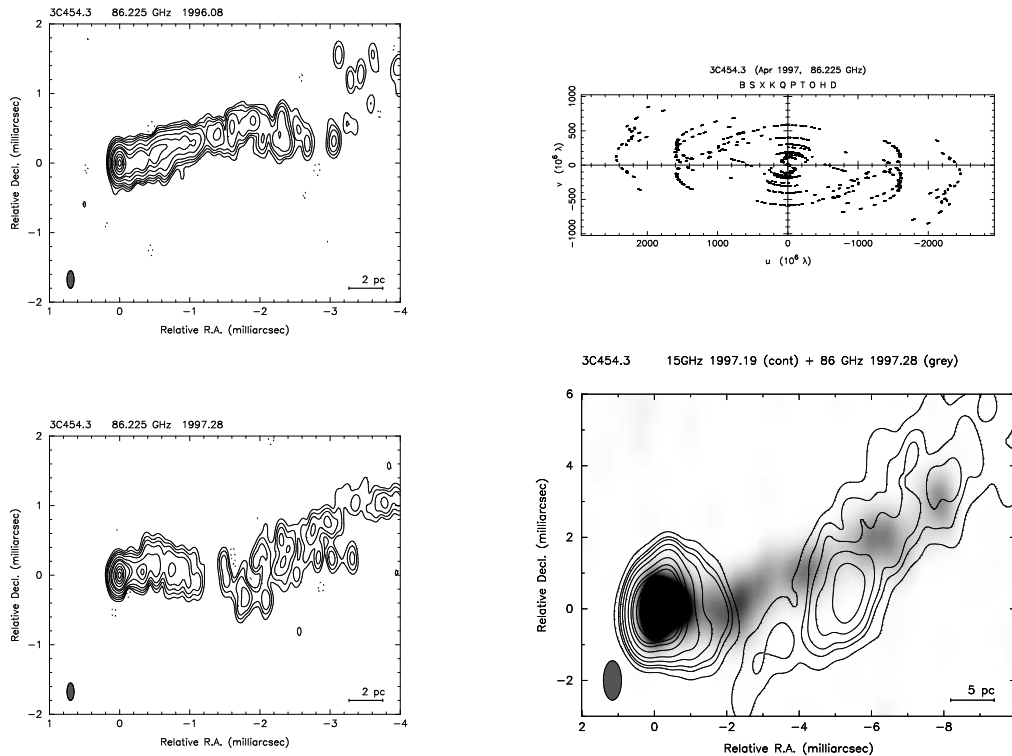 3C454.3 86.225 GHz 1996.08
2
1
0
−1
−2
0
−1
−2
−3
−4
Relative Decl. (milliarcsec)
Relative R.A. (milliarcsec)
2 pc
3C454.3 (Apr 1997, 86.225 GHz)
B S X K Q P T O H D
1000
500
0
−500
−1000
2000
1000
0
−1000
−2000
v (10⁶ λ)
u (10⁶ λ)
3C454.3 86.225 GHz 1997.28
2
1
0
−1
−2
0
−1
−2
−3
−4
Relative Decl. (milliarcsec)
Relative R.A. (milliarcsec)
2 pc
3C454.3 15GHz 1997.19 (cont) + 86 GHz 1997.28 (grey)
6
4
2
0
−2
2
0
−2
−4
−6
−8
Relative Decl. (milliarcsec)
Relative R.A. (milliarcsec)
5 pc